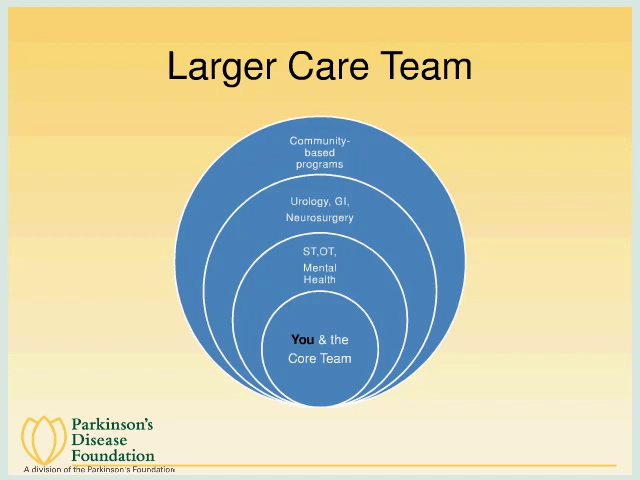 Larger Care Team
Community-
based
programs
Urology, GI,
Neurosurgery
ST,OT,
Mental
Health
You & the
Core Team
Parkinson's
Disease
Foundation
A division of the Parkinson's Foundation